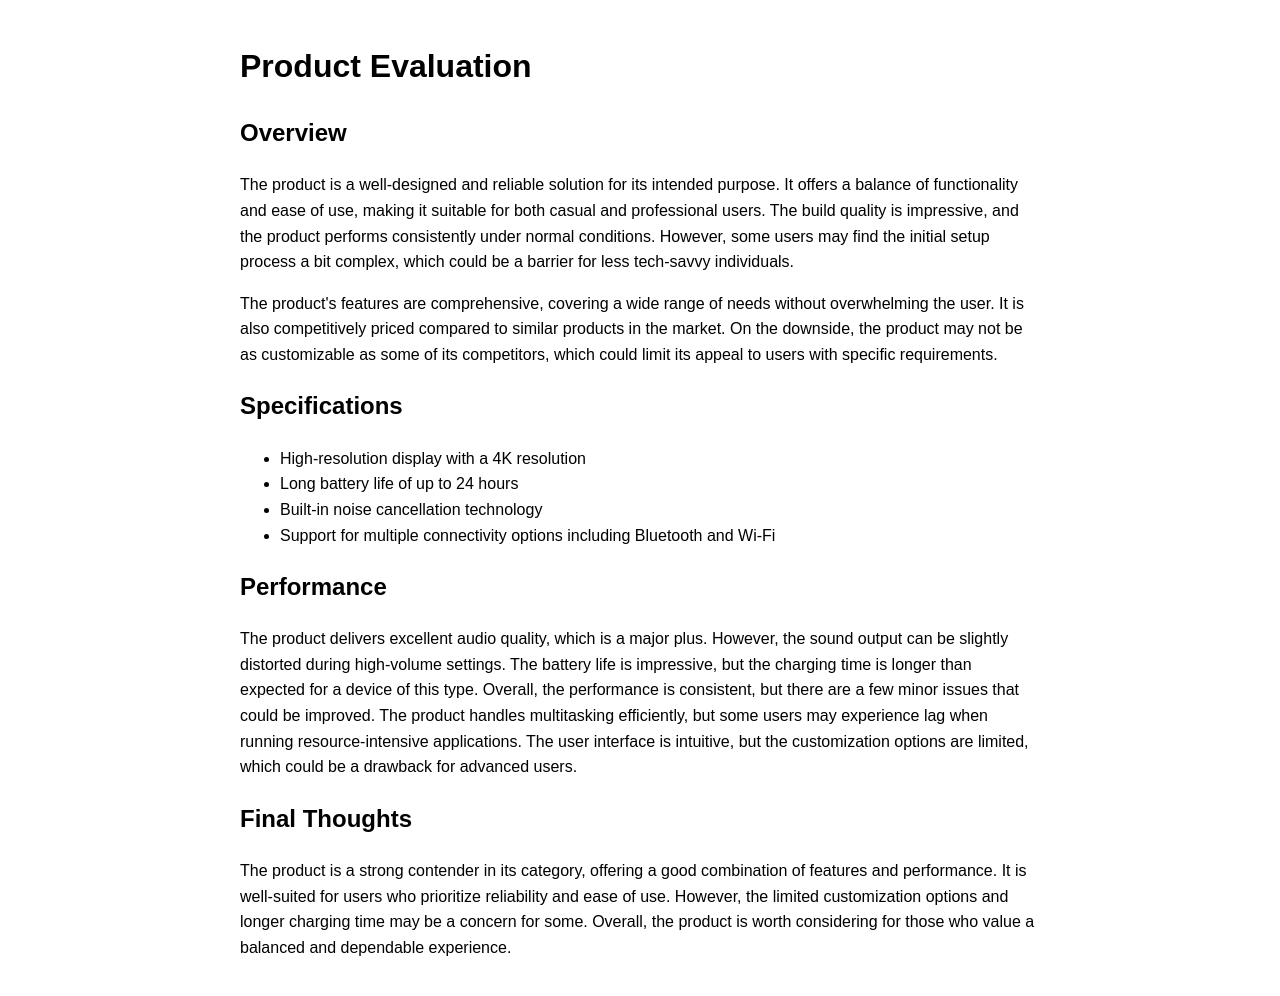 Product Evaluation
Overview
The product is a well-designed and reliable solution for its intended purpose. It offers a balance of functionality
and ease of use, making it suitable for both casual and professional users. The build quality is impressive, and
the product performs consistently under normal conditions. However, some users may find the initial setup
process a bit complex, which could be a barrier for less tech-savvy individuals.
The product's features are comprehensive, covering a wide range of needs without overwhelming the user. It is
also competitively priced compared to similar products in the market. On the downside, the product may not be
as customizable as some of its competitors, which could limit its appeal to users with specific requirements.
Specifications
• High-resolution display with a 4K resolution
• Long battery life of up to 24 hours
• Built-in noise cancellation technology
• Support for multiple connectivity options including Bluetooth and Wi-Fi
Performance
The product delivers excellent audio quality, which is a major plus. However, the sound output can be slightly
distorted during high-volume settings. The battery life is impressive, but the charging time is longer than
expected for a device of this type. Overall, the performance is consistent, but there are a few minor issues that
could be improved. The product handles multitasking efficiently, but some users may experience lag when
running resource-intensive applications. The user interface is intuitive, but the customization options are limited,
which could be a drawback for advanced users.
Final Thoughts
The product is a strong contender in its category, offering a good combination of features and performance. It is
well-suited for users who prioritize reliability and ease of use. However, the limited customization options and
longer charging time may be a concern for some. Overall, the product is worth considering for those who value a
balanced and dependable experience.